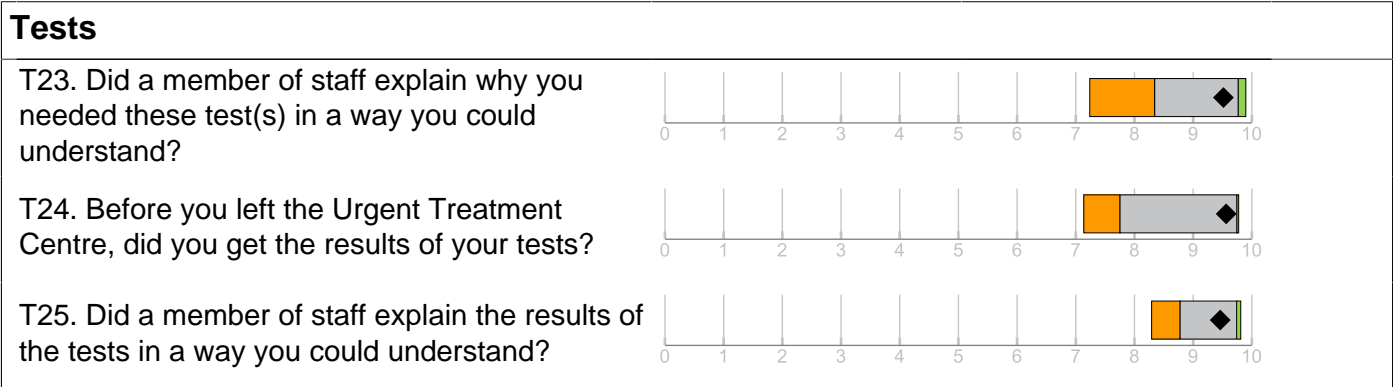 Tests
T23. Did a member of staff explain why you
needed these test(s) in a way you could
understand?
0 1 2 3 4 5 6 7 8 9 10
T24. Before you left the Urgent Treatment
Centre, did you get the results of your tests?
0 1 2 3 4 5 6 7 8 9 10
T25. Did a member of staff explain the results of
the tests in a way you could understand?
0 1 2 3 4 5 6 7 8 9 10